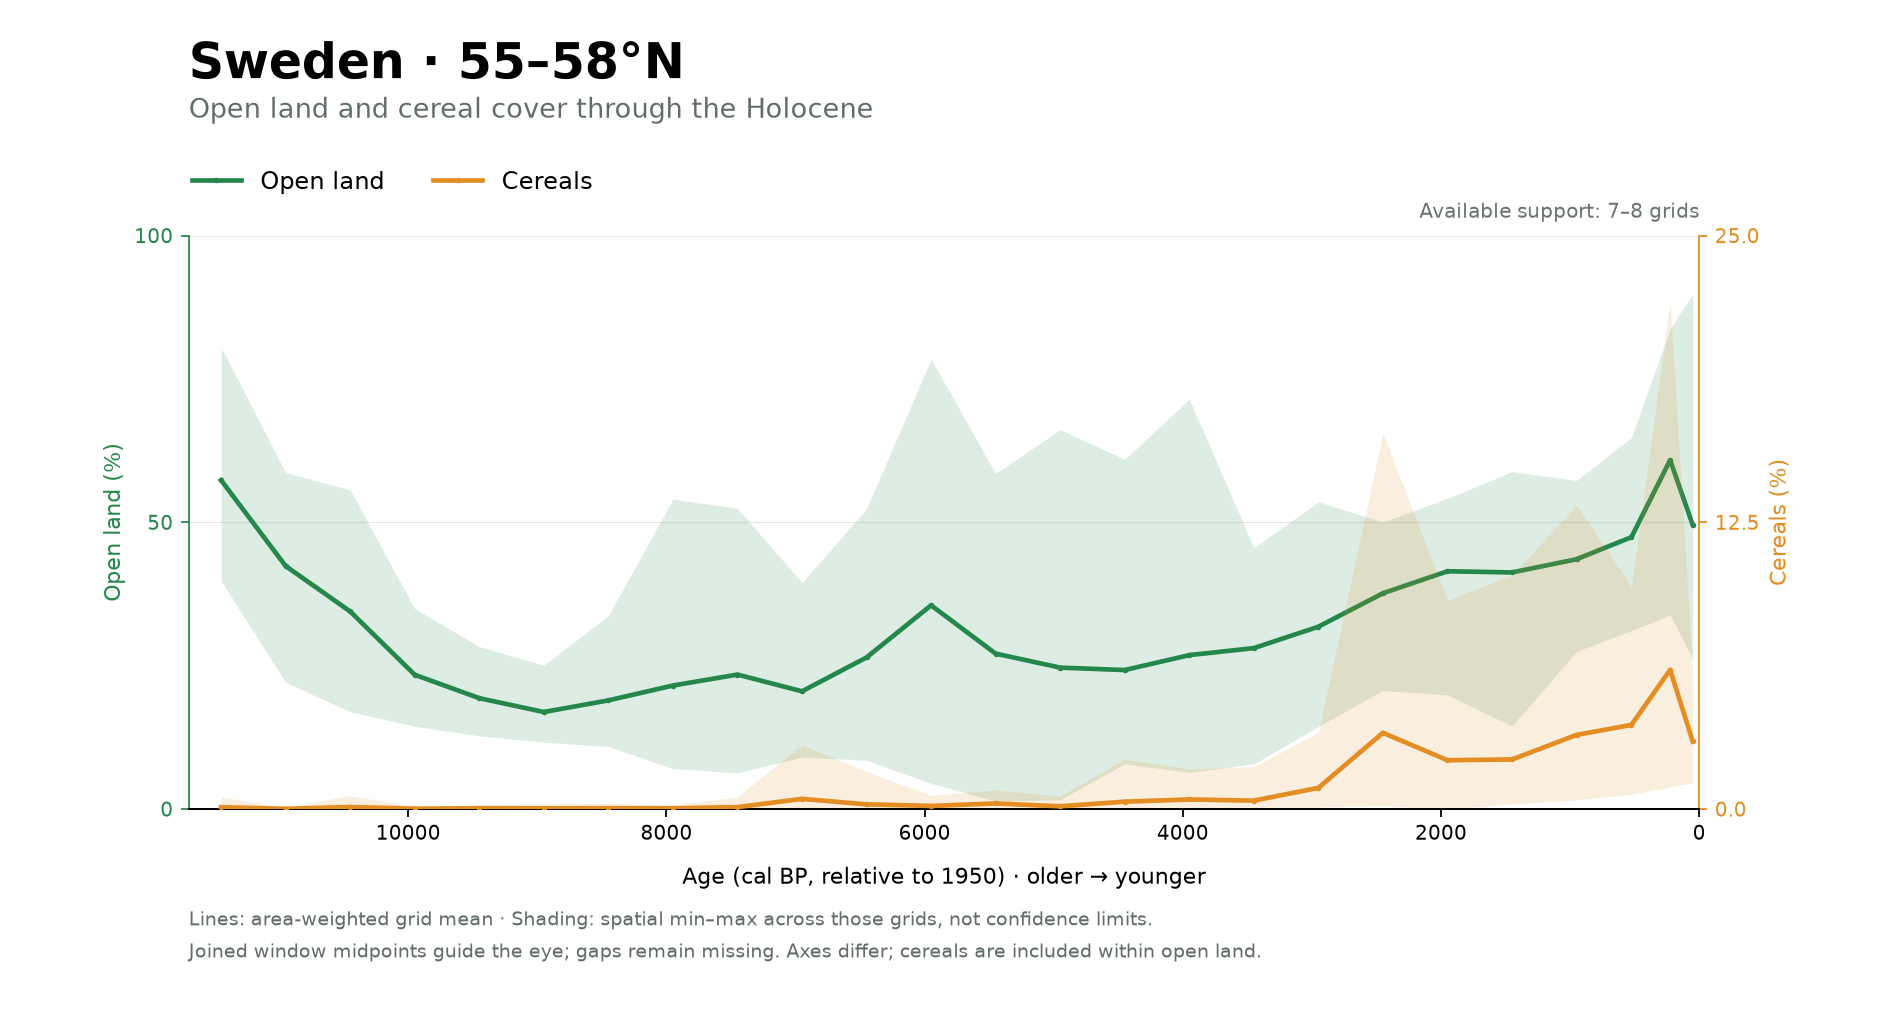 Sweden · 55–58°N
Open land and cereal cover through the Holocene
Open land Cereals
Available support: 7–8 grids
100
50
0
Open land (%)
25.0
12.5
0.0
Cereals (%)
10000 8000 6000 4000 2000 0
Age (cal BP, relative to 1950) · older → younger
Lines: area-weighted grid mean · Shading: spatial min–max across those grids, not confidence limits.
Joined window midpoints guide the eye; gaps remain missing. Axes differ; cereals are included within open land.